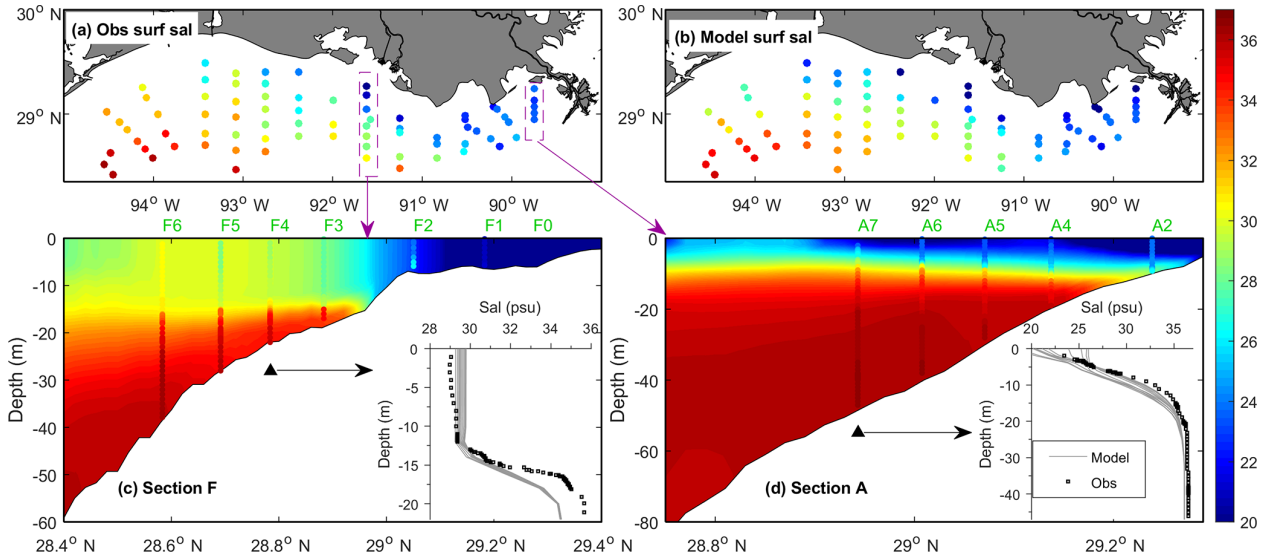 (a) Obs surf sal
(b) Model surf sal
30° N
29° N
94° W 93° W 92° W 91° W 90° W
30° N
29° N
94° W 93° W 92° W 91° W 90° W
36
34
32
30
28
26
24
22
20
F6 F5 F4 F3 F2 F1 F0
0
-10
-20
-30
-40
-50
-60
Depth (m)
28.4° N 28.6° N 28.8° N 29° N 29.2° N 29.4° N
(c) Section F
Sal (psu)
28 30 32 34 36
0
-5
-10
-15
-20
Depth (m)
A7 A6 A5 A4 A2
0
-20
-40
-60
-80
Depth (m)
28.8° N 29° N 29.2° N
(d) Section A
Sal (psu)
20 25 30 35
0
-10
-20
-30
-40
Depth (m)
Model
Obs